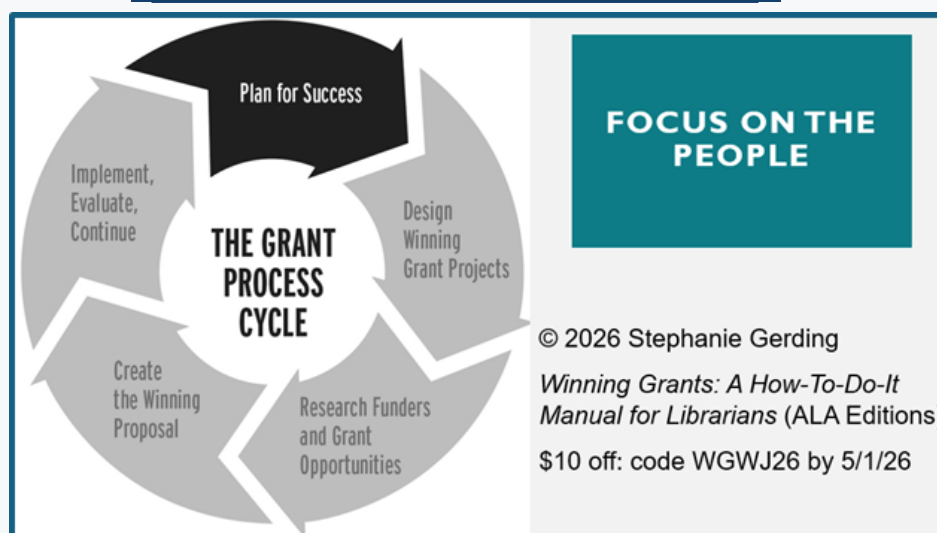 Plan for Success
Design
Winning
Grant Projects
Research Funders
and Grant
Opportunities
Create
the Winning
Proposal
Implement,
Evaluate,
Continue
THE GRANT
PROCESS
CYCLE
FOCUS ON THE
PEOPLE
© 2026 Stephanie Gerding
Winning Grants: A How-To-Do-It
Manual for Librarians (ALA Editions
$10 off: code WGWJ26 by 5/1/26